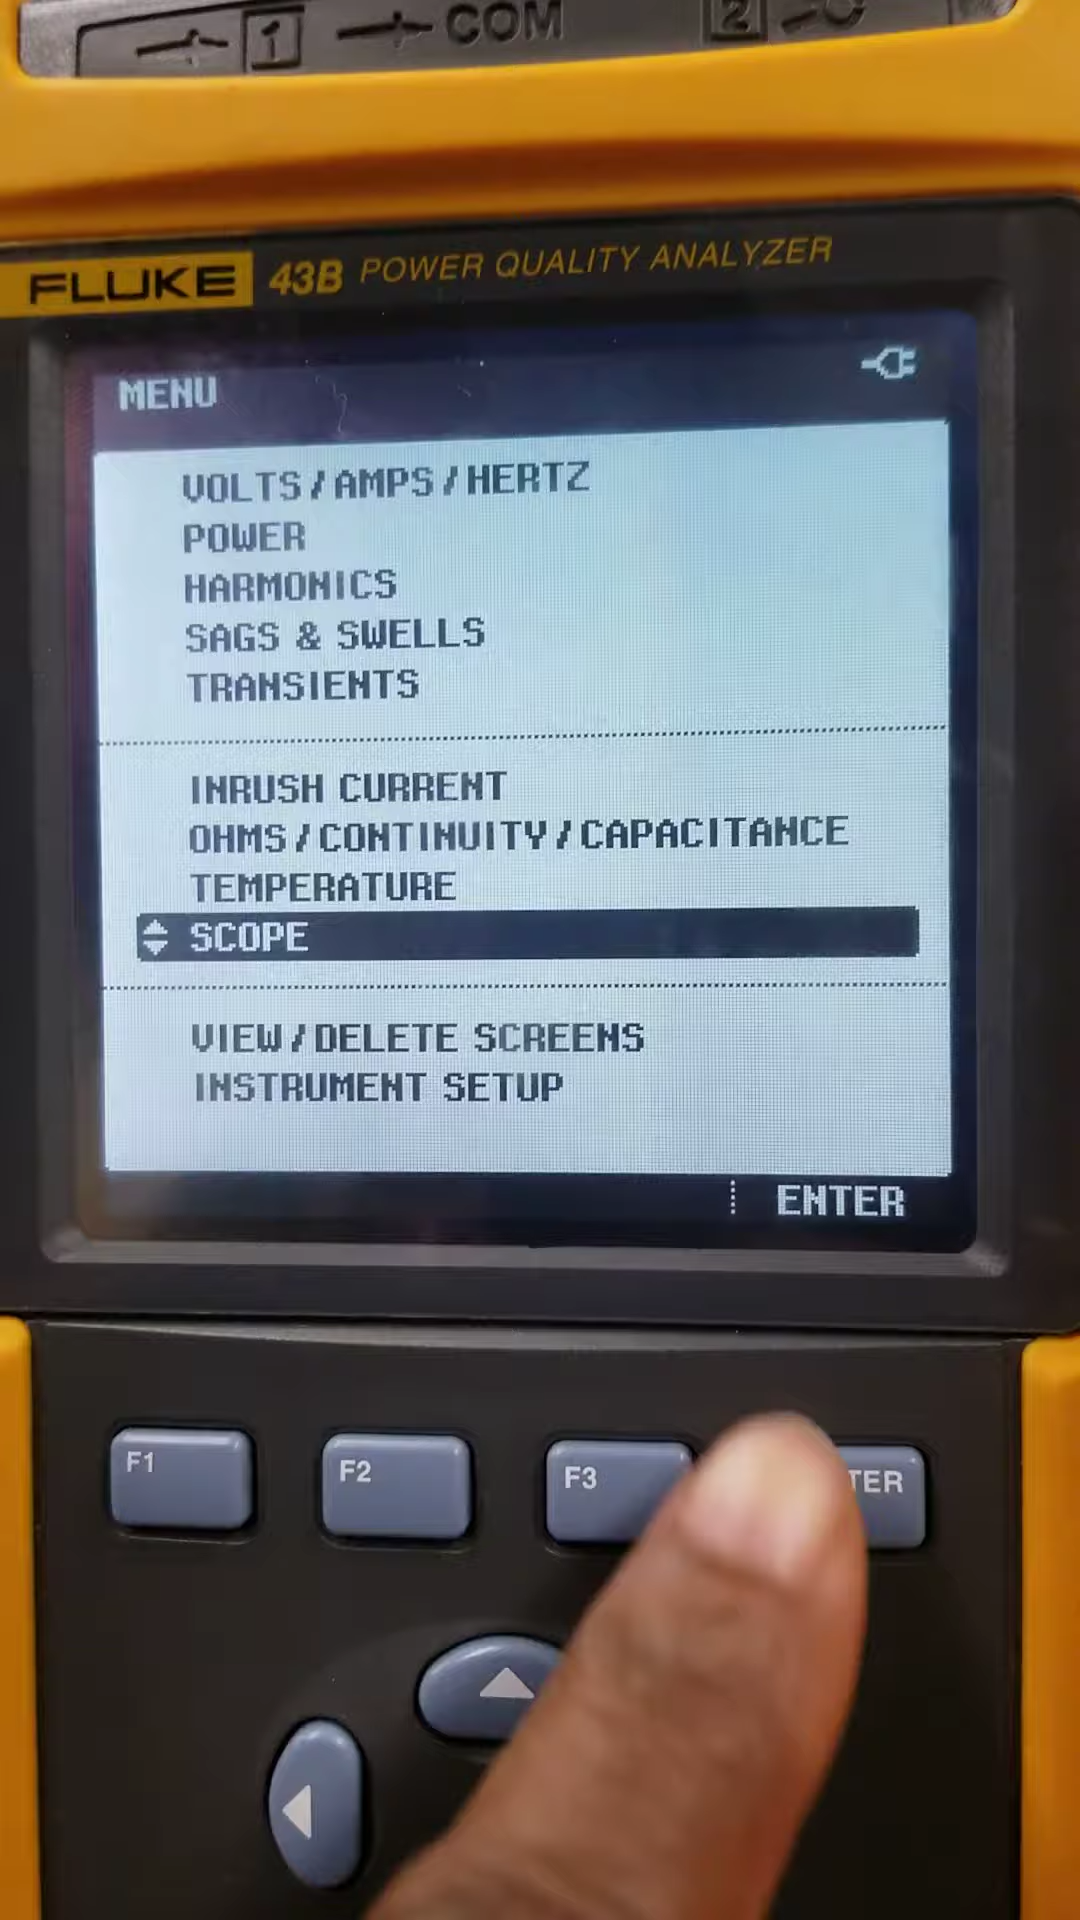 1 COM 2
FLUKE 43B POWER QUALITY ANALYZER
MENU
VOLTS/AMPS/HERTZ
POWER
HARMONICS
SAGS & SWELLS
TRANSIENTS
INRUSH CURRENT
OHMS/CONTINUITY/CAPACITANCE
TEMPERATURE
SCOPE
VIEW/DELETE SCREENS
INSTRUMENT SETUP
ENTER
F1 F2 F3 TER